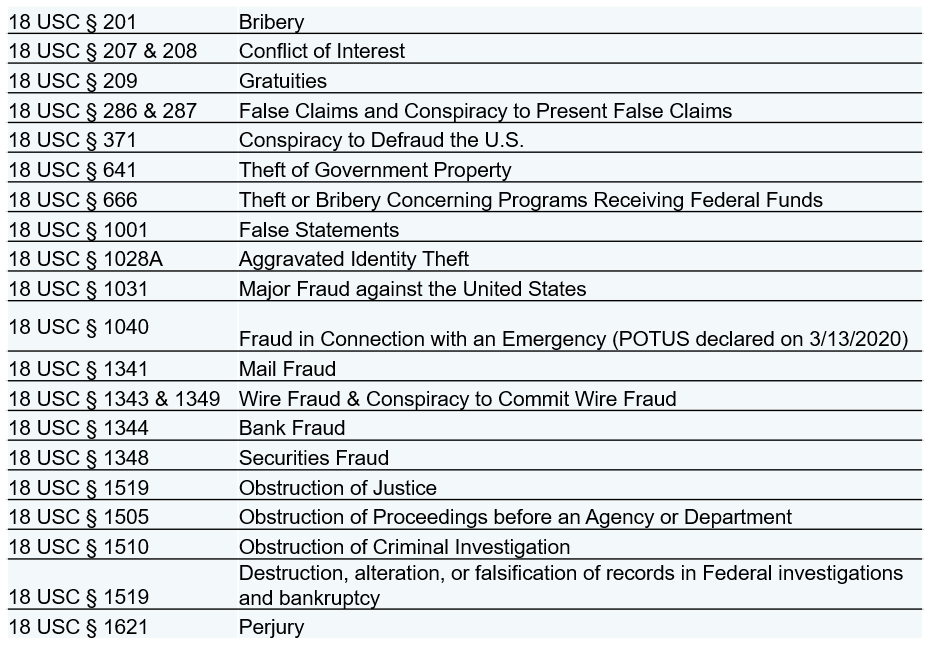 18 USC § 201 Bribery
18 USC § 207 & 208 Conflict of Interest
18 USC § 209 Gratuities
18 USC § 286 & 287 False Claims and Conspiracy to Present False Claims
18 USC § 371 Conspiracy to Defraud the U.S.
18 USC § 641 Theft of Government Property
18 USC § 666 Theft or Bribery Concerning Programs Receiving Federal Funds
18 USC § 1001 False Statements
18 USC § 1028A Aggravated Identity Theft
18 USC § 1031 Major Fraud against the United States
18 USC § 1040 Fraud in Connection with an Emergency (POTUS declared on 3/13/2020)
18 USC § 1341 Mail Fraud
18 USC § 1343 & 1349 Wire Fraud & Conspiracy to Commit Wire Fraud
18 USC § 1344 Bank Fraud
18 USC § 1348 Securities Fraud
18 USC § 1519 Obstruction of Justice
18 USC § 1505 Obstruction of Proceedings before an Agency or Department
18 USC § 1510 Obstruction of Criminal Investigation
Destruction, alteration, or falsification of records in Federal investigations
18 USC § 1519 and bankruptcy
18 USC § 1621 Perjury